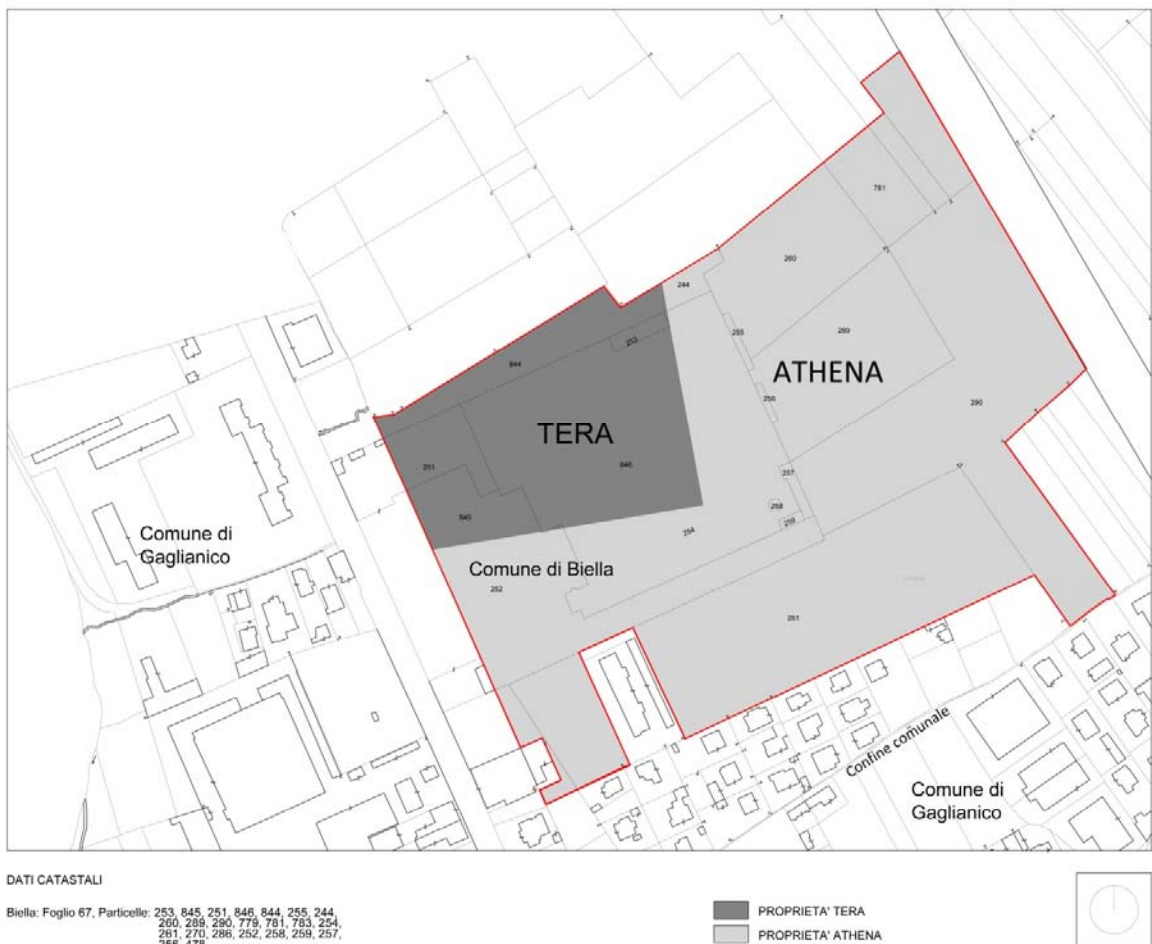 781
260
244
255
289
253
844
ATHENA
256
290
TERA
251
846
257
258
845
259
254
Comune di
Gaglianico
Comune di Biella
252
261
Confine comunale
Comune di
Gaglianico
DATI CATASTALI
Biella: Foglio 67, Particelle: 253, 845, 251, 846, 844, 255, 244,
260, 289, 290, 779, 781, 783, 254,
261, 270, 286, 252, 258, 259, 257,
256, 478
PROPRIETA' TERA
PROPRIETA' ATHENA